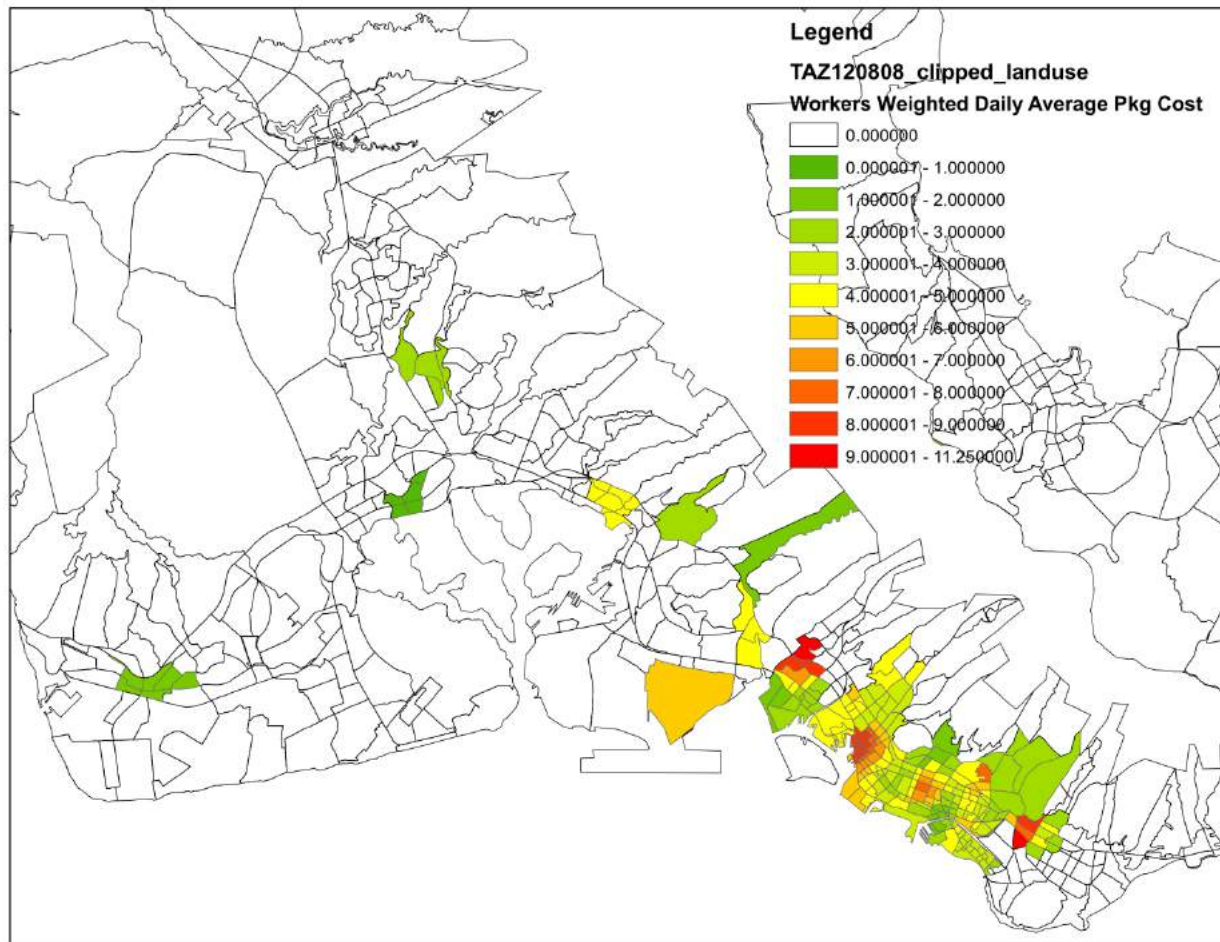 Legend
TAZ120808_clipped_landuse
Workers Weighted Daily Average Pkg Cost
0.000000
0.000001 - 1.000000
1.000001 - 2.000000
2.000001 - 3.000000
3.000001 - 4.000000
4.000001 - 5.000000
5.000001 - 6.000000
6.000001 - 7.000000
7.000001 - 8.000000
8.000001 - 9.000000
9.000001 - 11.250000